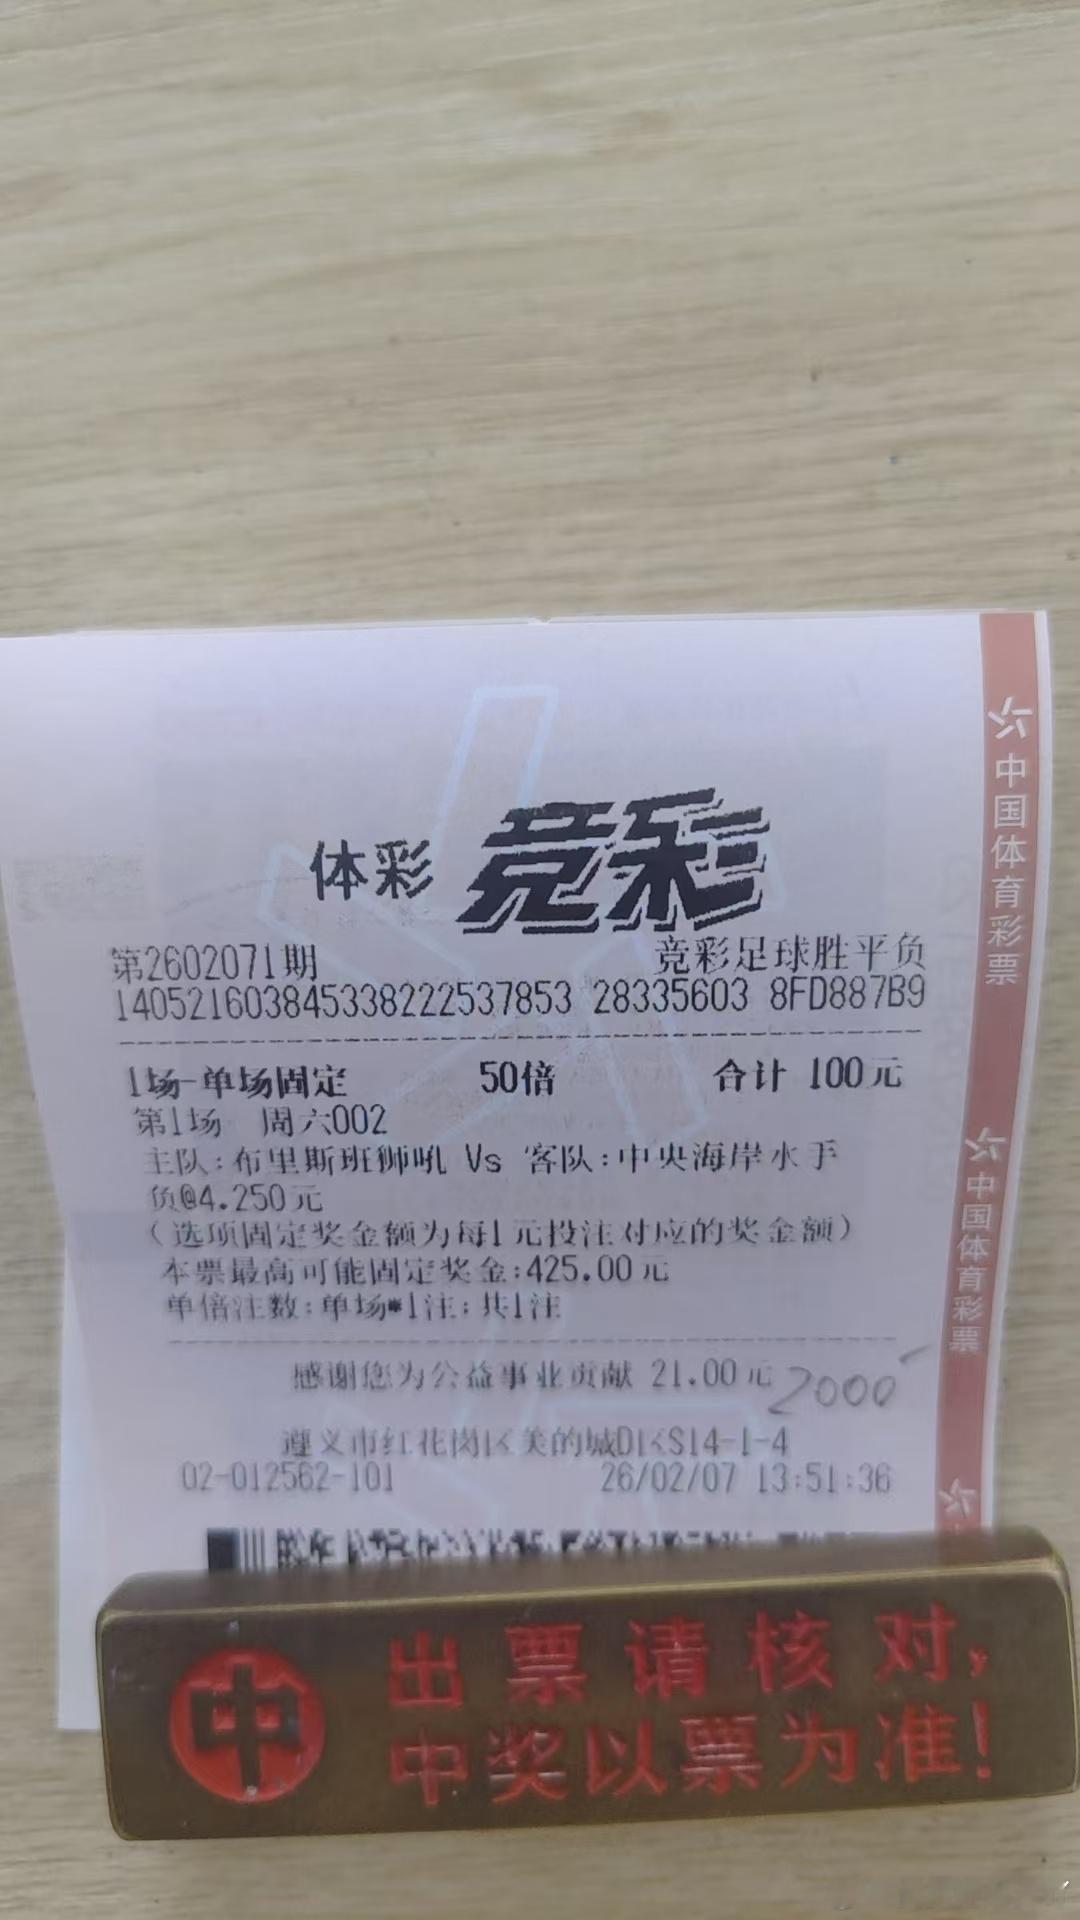 体彩 竞彩
第2602071期 竞彩足球胜平负
140521603845338222537853 28335603 8FD887B9
1场-单场固定 50倍 合计 100元
第1场 周六002
主队:布里斯班狮吼 Vs 客队:中央海岸水手
负@4.250元
(选项固定奖金额为每1元投注对应的奖金额)
本票最高可能固定奖金:425.00元
单倍注数:单场*1注;共1注
感谢您为公益事业贡献 21.00元
2000
遵义市红花岗区美的城D1KS14-1-4
02-012562-101 26/02/07 13:51:36
中国体育彩票
中国体育彩票
中
出票请核对,
中奖以票为准!